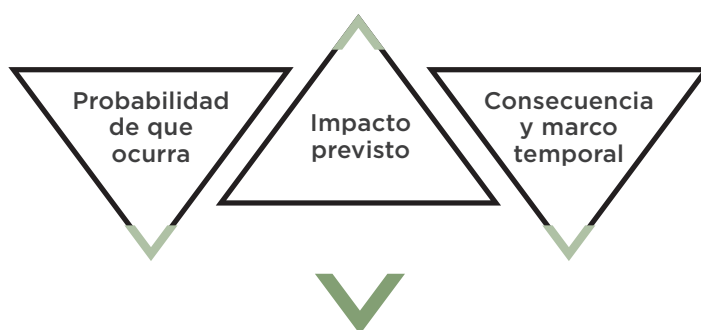 Probabilidad
de que
ocurra
Impacto
previsto
Consecuencia
y marco
temporal